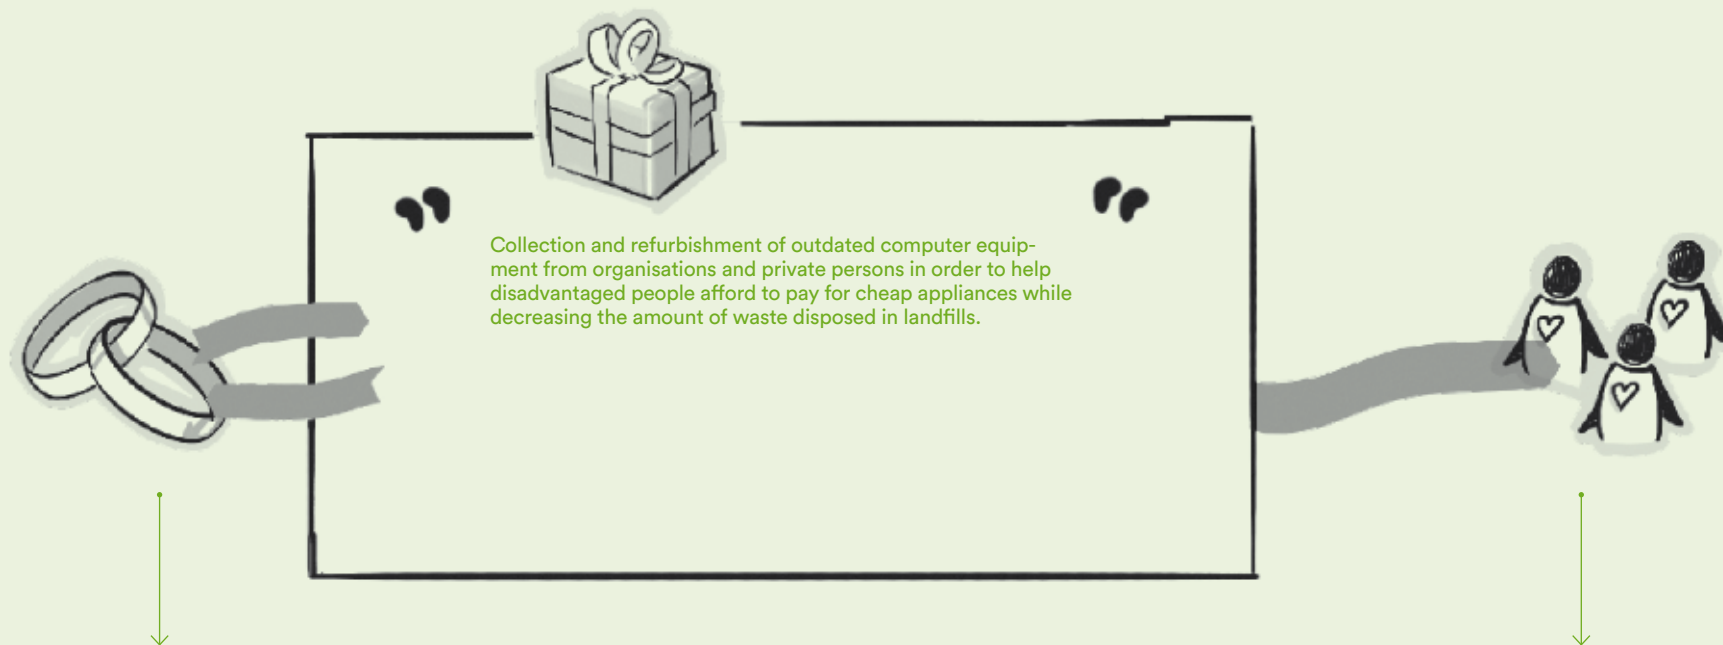 Collection and refurbishment of outdated computer equip-
ment from organisations and private persons in order to help
disadvantaged people afford to pay for cheap appliances while
decreasing the amount of waste disposed in landfills.